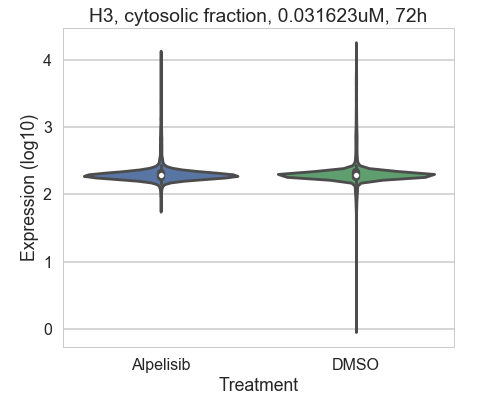 H3, cytosolic fraction, 0.031623uM, 72h
Expression (log10)
4
3
2
1
0
Alpelisib
DMSO
Treatment